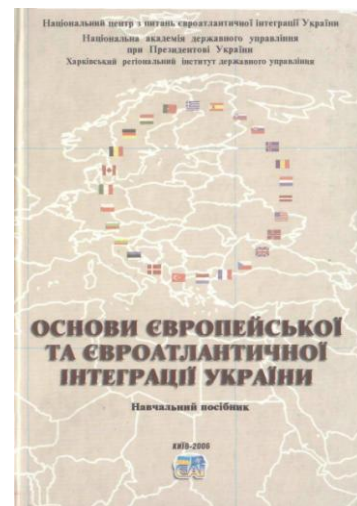 Національний центр з питань євроатлантичної інтеграції України
Національна академія державного управління
при Президентові України
Харківський регіональний інститут державного управління
ОСНОВИ ЄВРОПЕЙСЬКОЇ
ТА ЄВРОАТЛАНТИЧНОЇ
ІНТЕГРАЦІЇ УКРАЇНИ
Навчальний посібник
КИЇВ-2006